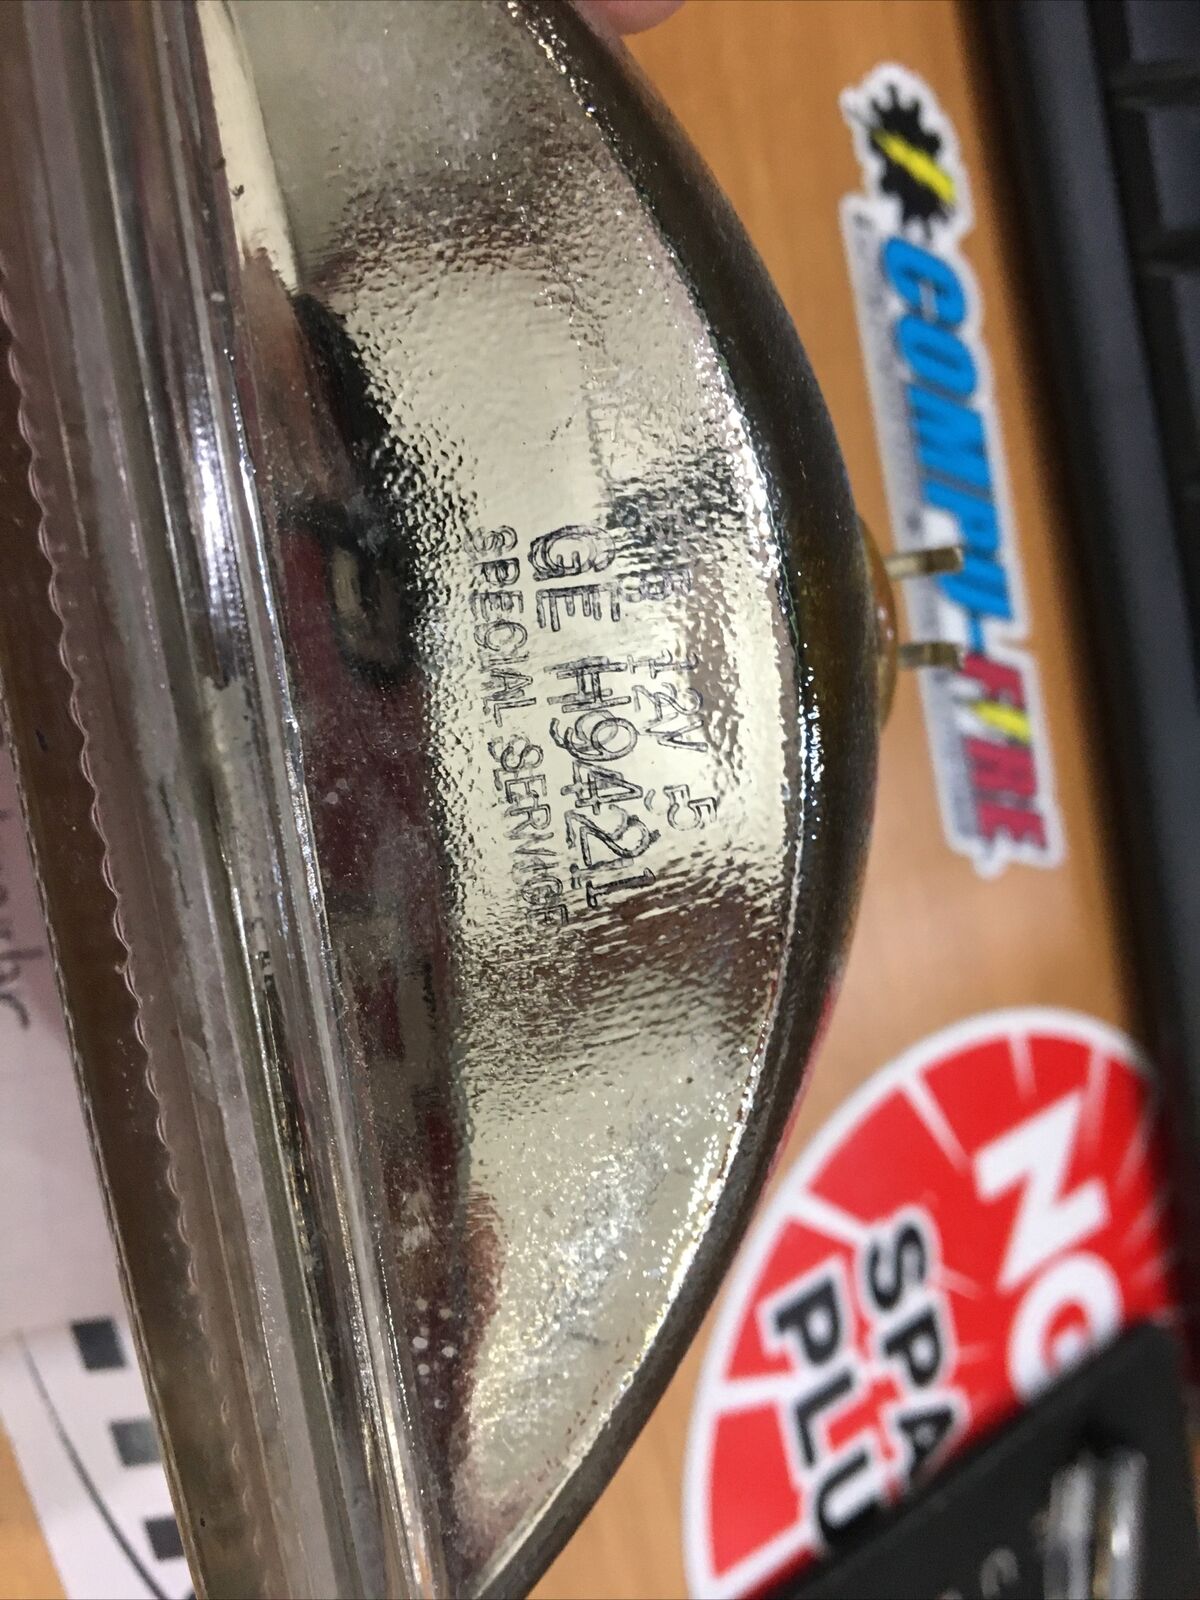 12V
GE H9421
SPECIAL SERVICE
COMPU-FIRE
NG
SPA
PLU